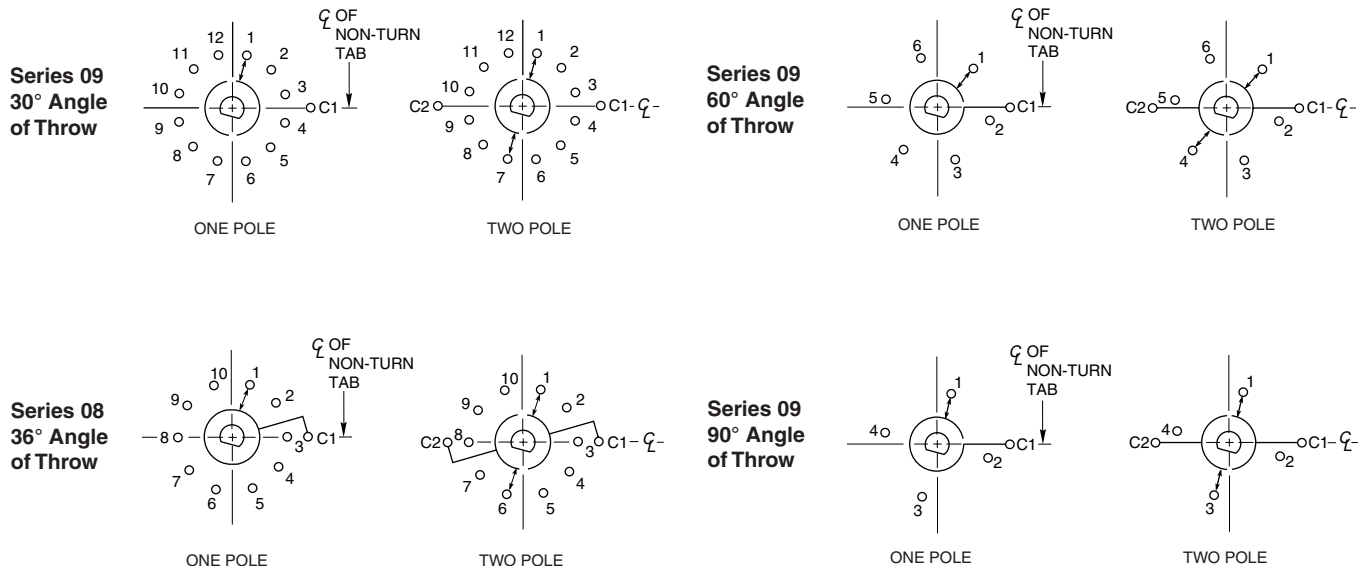 Series 09
30° Angle
of Throw
12
1
11
2
10
3
C1
9
4
8
5
7
6
ONE POLE
℄ OF
NON-TURN
TAB
12
1
11
2
10
3
C2
C1-℄-
9
4
8
5
7
6
TWO POLE
Series 09
60° Angle
of Throw
6
1
5
C1
2
4
3
ONE POLE
℄ OF
NON-TURN
TAB
6
1
5
C2
C1-℄-
2
4
3
TWO POLE
Series 08
36° Angle
of Throw
10
1
9
2
8
3
C1
7
4
6
5
ONE POLE
℄ OF
NON-TURN
TAB
10
1
9
2
C2
8
3
C1-℄-
7
4
6
5
TWO POLE
Series 09
90° Angle
of Throw
1
4
C1
2
3
ONE POLE
℄ OF
NON-TURN
TAB
1
4
C2
C1-℄-
2
3
TWO POLE